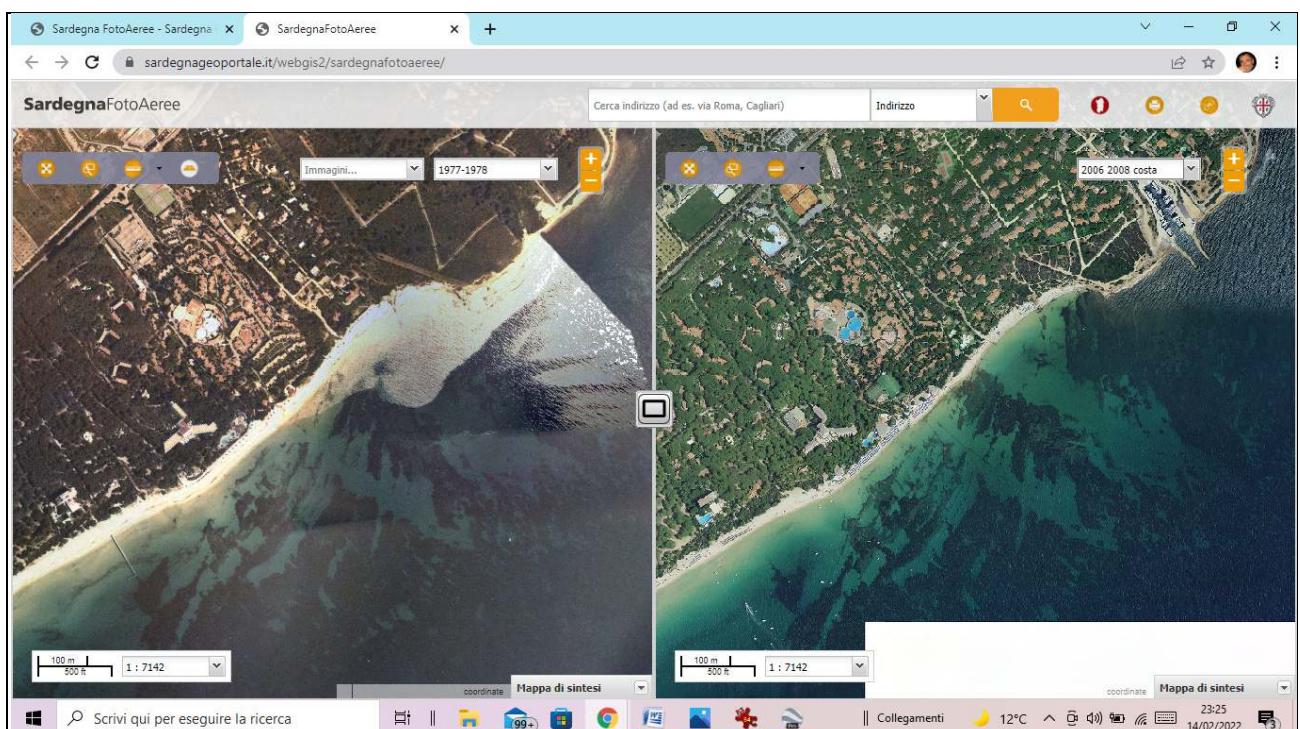 Sardegna FotoAeree - Sardegna
SardegnaFotoAeree
sardegnageoportale.it/webgis2/sardegnafotoaeree/
SardegnaFotoAeree
Cerca indirizzo (ad es. via Roma, Cagliari)
Indirizzo
Immagini...
1977-1978
2006 2008 costa
100 m
500 ft
1 : 7142
coordinate
Mappa di sintesi
100 m
500 ft
1 : 7142
coordinate
Mappa di sintesi
Scrivi qui per eseguire la ricerca
99+
Collegamenti
12°C
23:25
14/02/2022
3